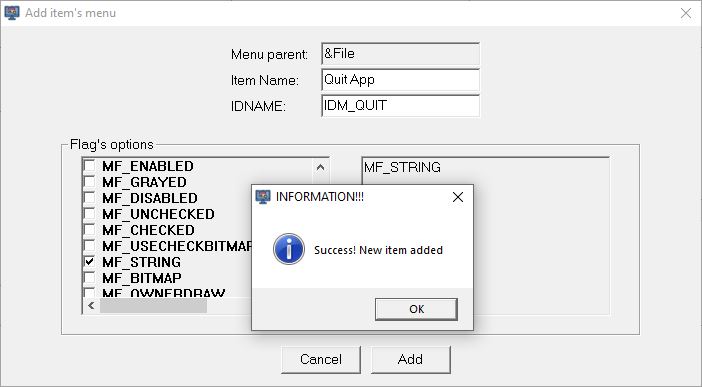 Add item's menu
Menu parent: &File
Item Name: Quit App
IDNAME: IDM_QUIT
Flag's options
MF_ENABLED
MF_GRAYED
MF_DISABLED
MF_UNCHECKED
MF_CHECKED
MF_USECHECKBITMAP
MF_STRING
MF_BITMAP
MF_OWNERDRAW
MF_STRING
INFORMATION!!!
Success! New item added
OK
Cancel Add